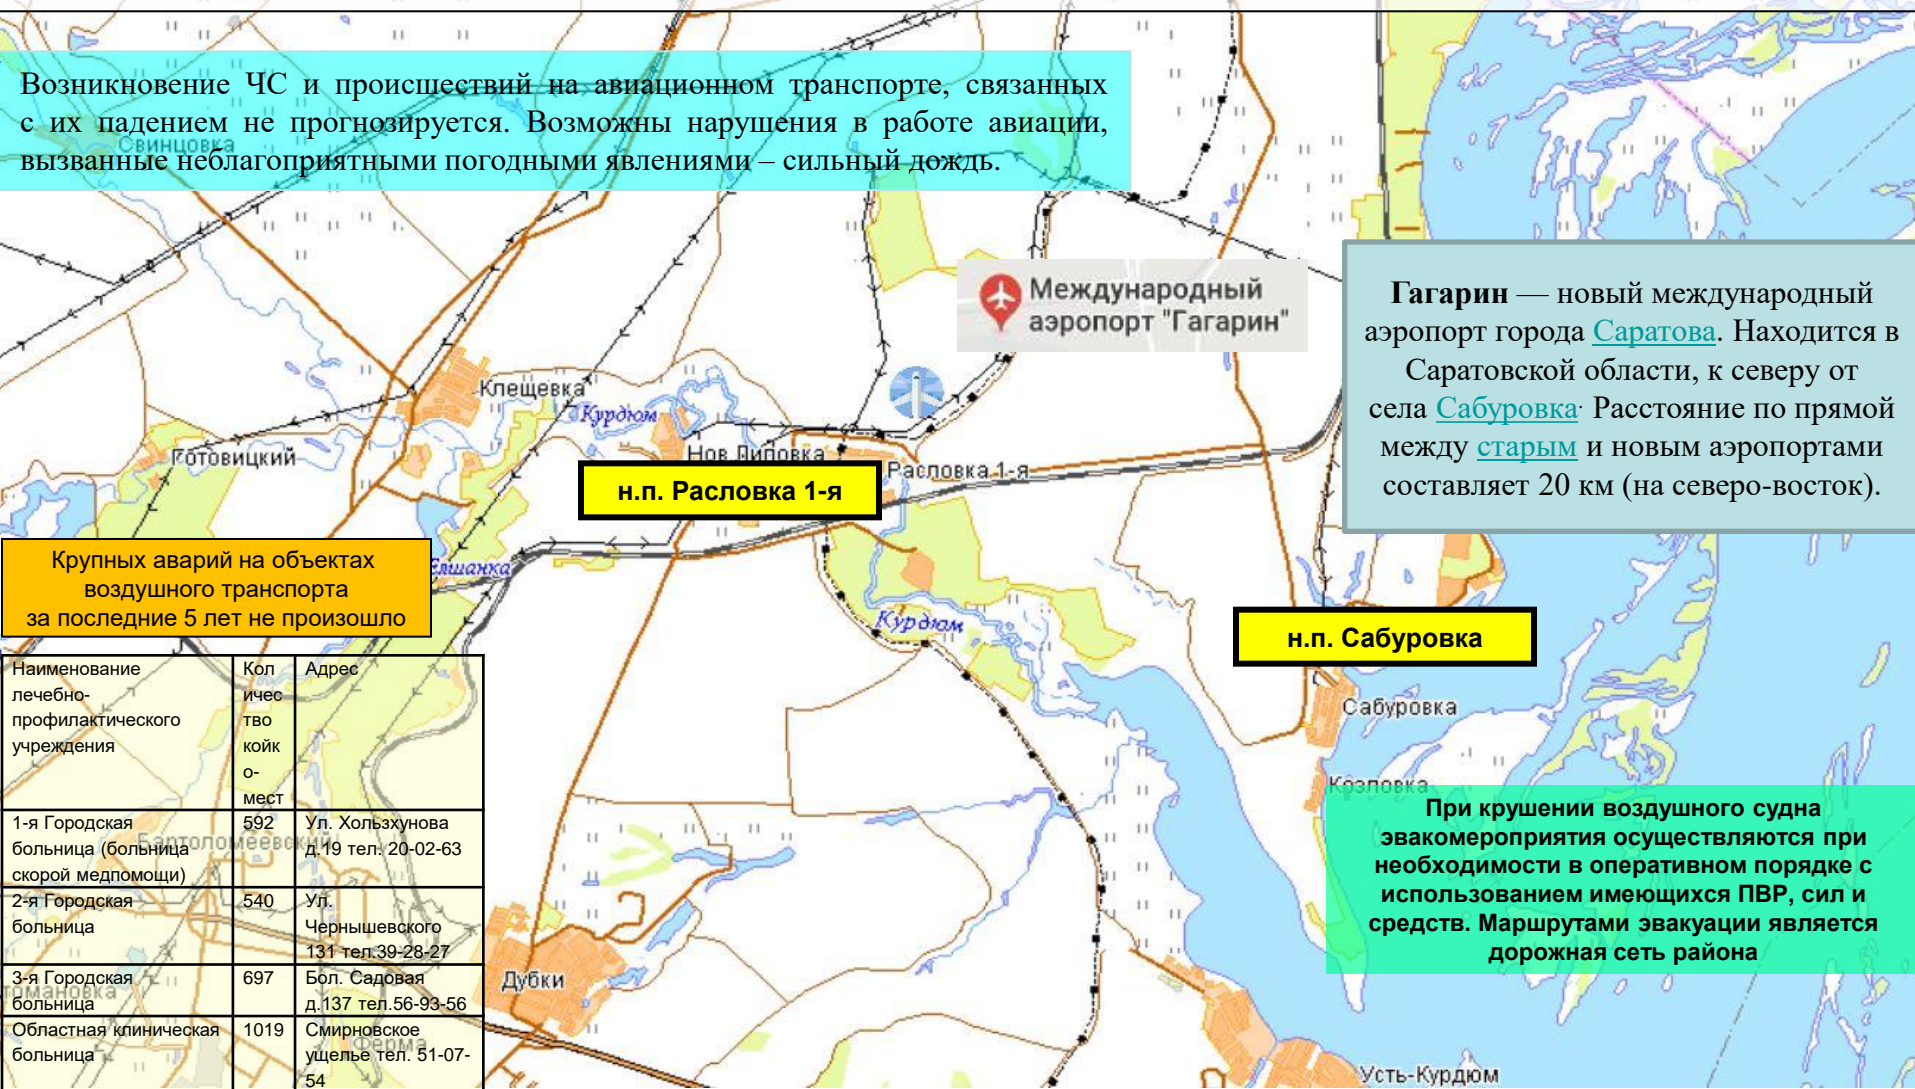 Возникновение ЧС и происшествий на авиационном транспорте, связанных
с их падением не прогнозируется. Возможны нарушения в работе авиации,
вызванные неблагоприятными погодными явлениями – сильный дождь.
Свинцовка
Международный
аэропорт "Гагарин"
Гагарин — новый международный
аэропорт города Саратова. Находится в
Саратовской области, к северу от
села Сабуровка. Расстояние по прямой
между старым и новым аэропортами
составляет 20 км (на северо-восток).
Клещевка
Курдюм
Готовицкий
Нов.Липовка
Расловка 1-я
н.п. Расловка 1-я
Елшанка
Крупных аварий на объектах
воздушного транспорта
за последние 5 лет не произошло
Курдюм
н.п. Сабуровка
Сабуровка
Козловка
При крушении воздушного судна
эвакомероприятия осуществляются при
необходимости в оперативном порядке с
использованием имеющихся ПВР, сил и
средств. Маршрутами эвакуации является
дорожная сеть района
Наименование
лечебно-
профилактического
учреждения
Кол
ичес
тво
койк
о-
мест
Адрес
1-я Городская
больница (больница
скорой медпомощи)
592
Ул. Хользхунова
д.19 тел. 20-02-63
Бартоломеевский
2-я Городская
больница
540
Ул.
Чернышевского
131 тел.39-28-27
3-я Городская
больница
697
Бол. Садовая
д.137 тел.56-93-56
Областная клиническая
больница
1019
Смирновское
ущелье тел. 51-07-
54
Ферма
Дубки
Усть-Курдюм